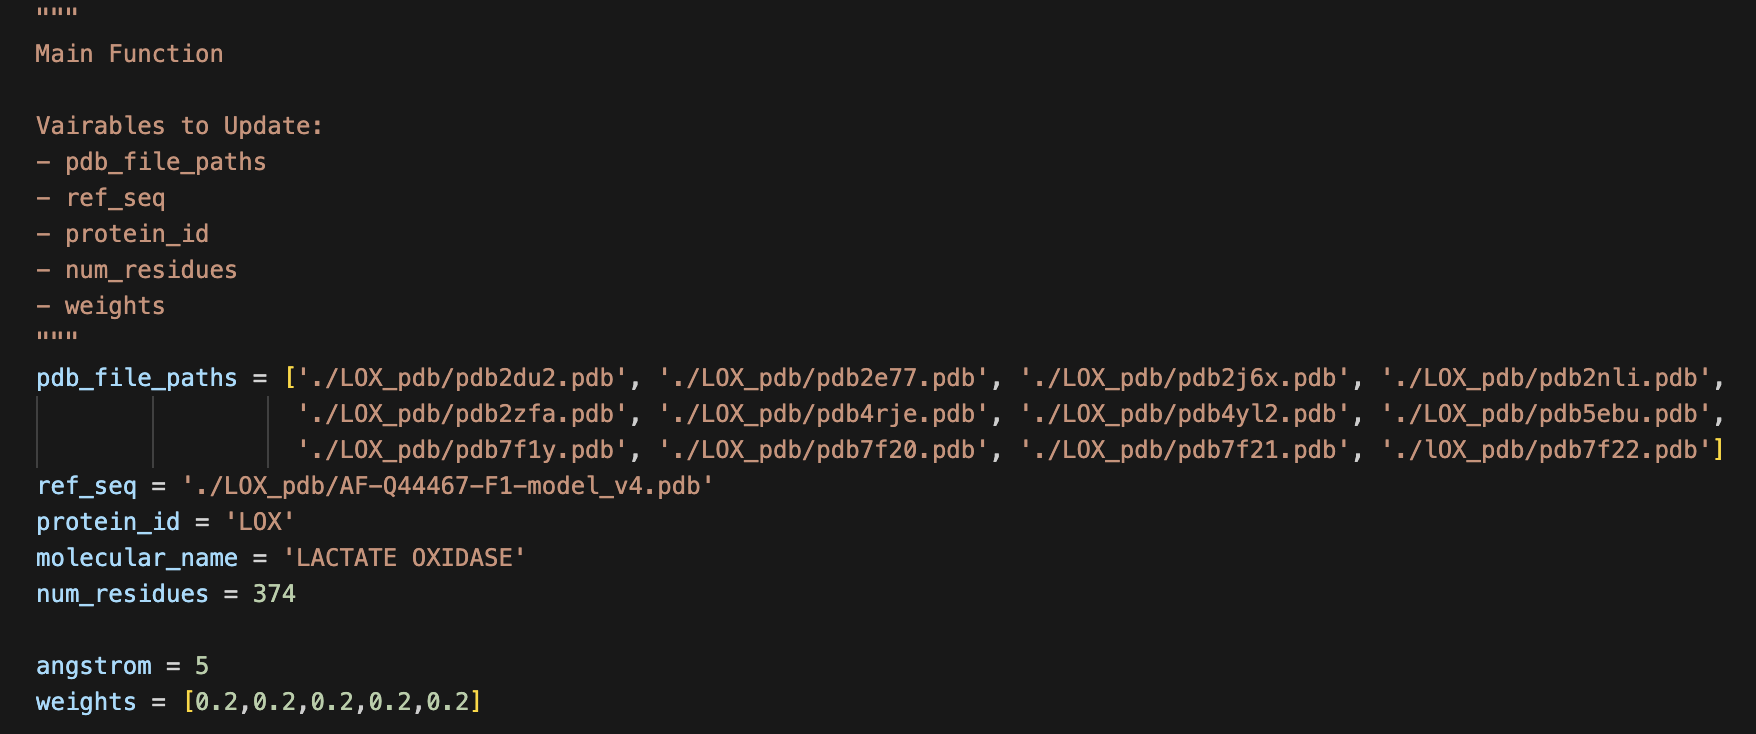 """
Main Function
Vairables to Update:
- pdb_file_paths
- ref_seq
- protein_id
- num_residues
- weights
"""
pdb_file_paths = ['./LOX_pdb/pdb2du2.pdb', './LOX_pdb/pdb2e77.pdb', './LOX_pdb/pdb2j6x.pdb', './LOX_pdb/pdb2nli.pdb',
'./LOX_pdb/pdb2zfa.pdb', './LOX_pdb/pdb4rje.pdb', './LOX_pdb/pdb4yl2.pdb', './LOX_pdb/pdb5ebu.pdb',
'./LOX_pdb/pdb7f1y.pdb', './LOX_pdb/pdb7f20.pdb', './LOX_pdb/pdb7f21.pdb', './lOX_pdb/pdb7f22.pdb']
ref_seq = './LOX_pdb/AF-Q44467-F1-model_v4.pdb'
protein_id = 'LOX'
molecular_name = 'LACTATE OXIDASE'
num_residues = 374
angstrom = 5
weights = [0.2,0.2,0.2,0.2,0.2]